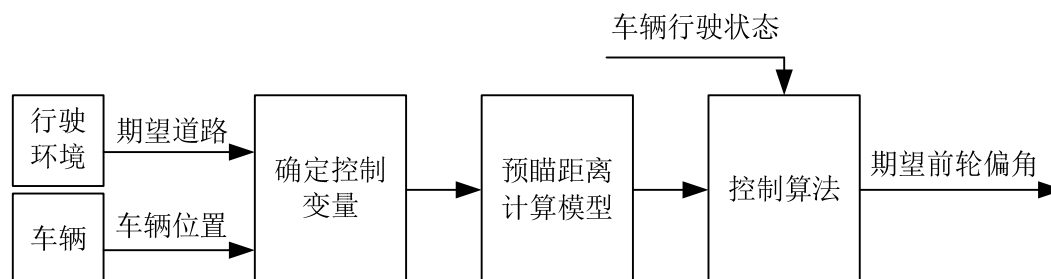 车辆行驶状态
行驶
环境
期望道路
确定控制
变量
预瞄距离
计算模型
控制算法
期望前轮偏角
车辆
车辆位置